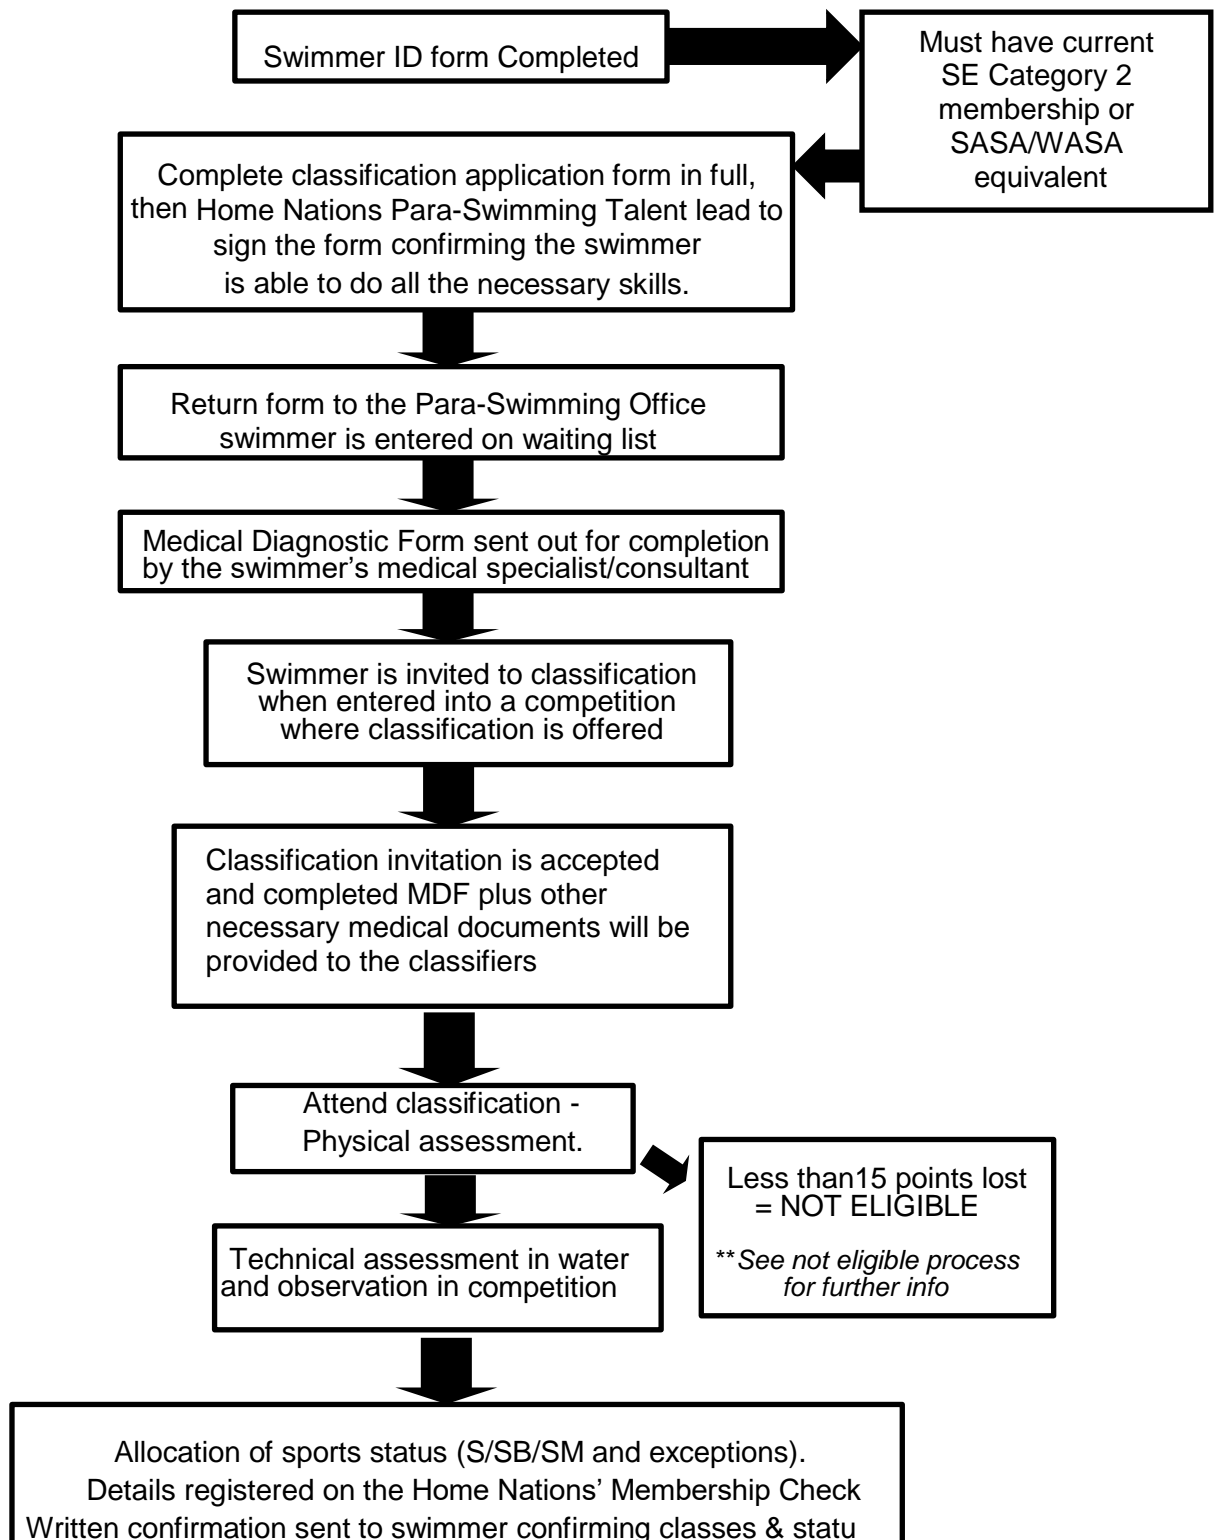 Swimmer ID form Completed
Must have current
SE Category 2
membership or
SASA/WASA
equivalent
Complete classification application form in full,
then Home Nations Para-Swimming Talent lead to
sign the form confirming the swimmer
is able to do all the necessary skills.
Return form to the Para-Swimming Office
swimmer is entered on waiting list
Medical Diagnostic Form sent out for completion
by the swimmer’s medical specialist/consultant
Swimmer is invited to classification
when entered into a competition
where classification is offered
Classification invitation is accepted
and completed MDF plus other
necessary medical documents will be
provided to the classifiers
Attend classification -
Physical assessment.
Less than15 points lost
= NOT ELIGIBLE
**See not eligible process
for further info
Technical assessment in water
and observation in competition
Allocation of sports status (S/SB/SM and exceptions).
Details registered on the Home Nations’ Membership Check
Written confirmation sent to swimmer confirming classes & statu